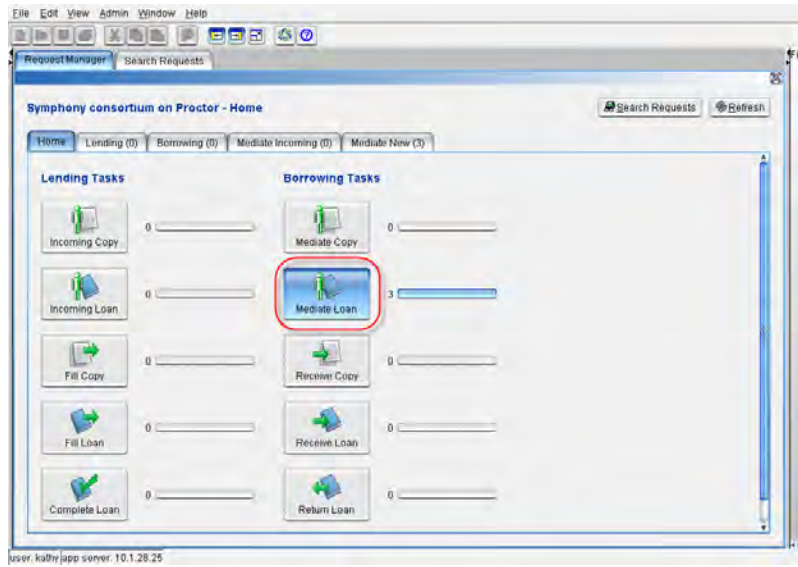 File Edit View Admin Window Help
Request Manager Search Requests
Symphony consortium on Proctor - Home
Search Requests Refresh
Home Lending (0) Borrowing (0) Mediate Incoming (0) Mediate New (3)
Lending Tasks Borrowing Tasks
Incoming Copy 0 Mediate Copy 0
Incoming Loan 0 Mediate Loan 3
Fill Copy 0 Receive Copy 0
Fill Loan 0 Receive Loan 0
Complete Loan 0 Return Loan 0
user: kathy app server: 10.1.28.25